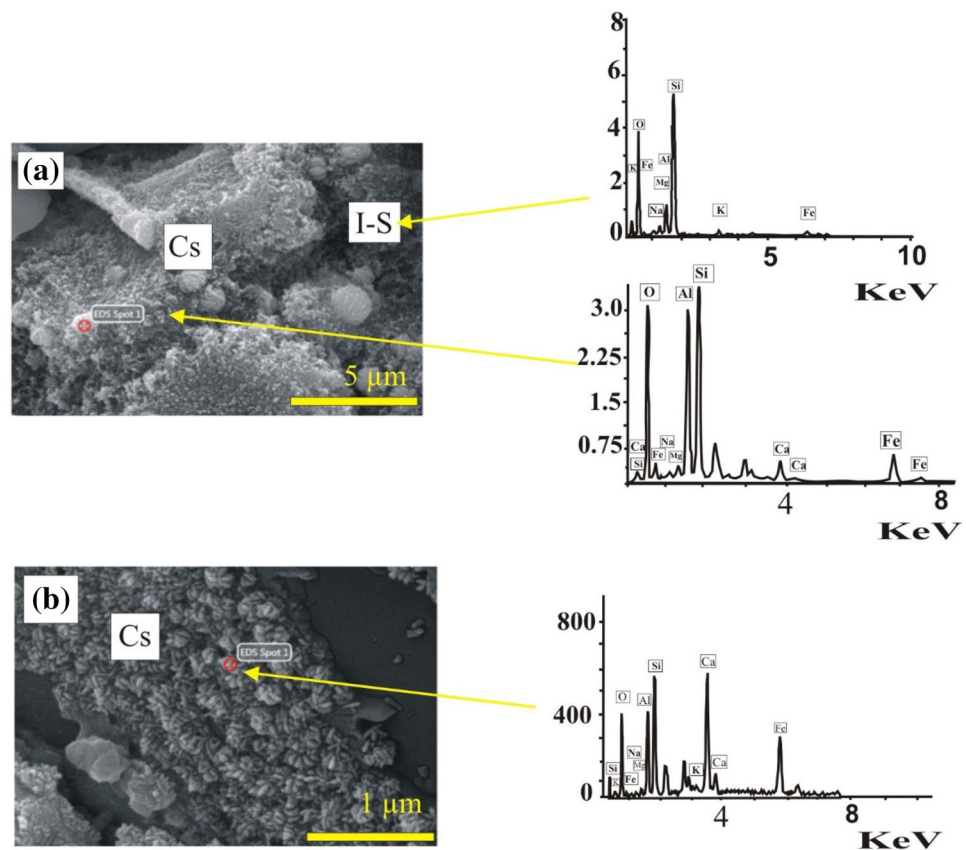 (a)
Cs
I-S
EDS Spot 1
5 µm
8
6
4
2
0
Si
O
K
Fe
Al
Mg
Na
K
Fe
5
10
KeV
3.0
2.25
1.5
0.75
O
Al
Si
Ca
Si
Fe
Na
Mg
Ca
Ca
Fe
Fe
4
8
KeV
(b)
Cs
EDS Spot 1
1 µm
800
400
0
O
Al
Si
Na
Mg
Si
K
Fe
K
Ca
Ca
Fe
4
8
KeV